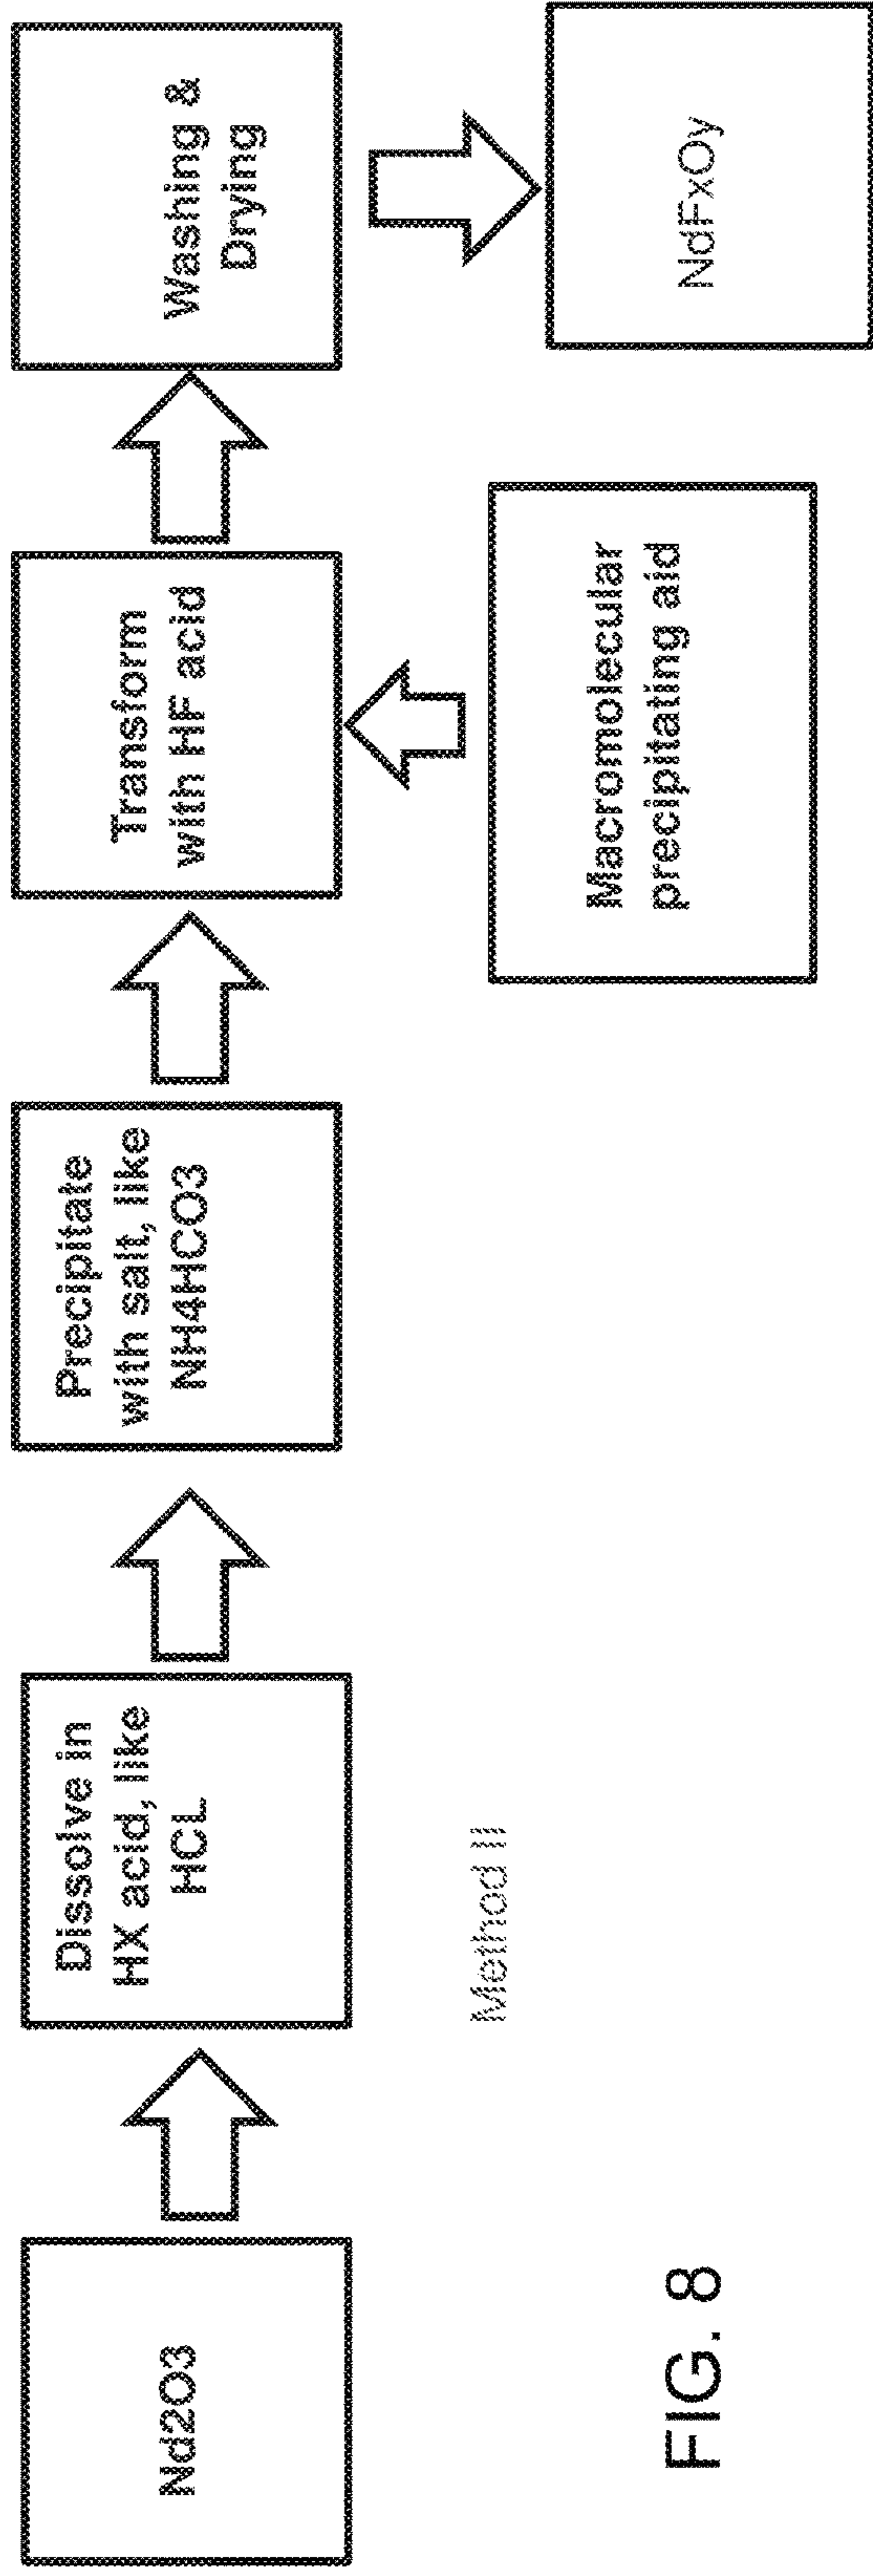 Nd2O3
Dissolve in
HX acid, like
HCL
Precipitate
with salt, like
NH4HCO3
Transform
with HF acid
Washing &
Drying
Macromolecular
precipitating aid
NdFxOy
Method II
FIG. 8